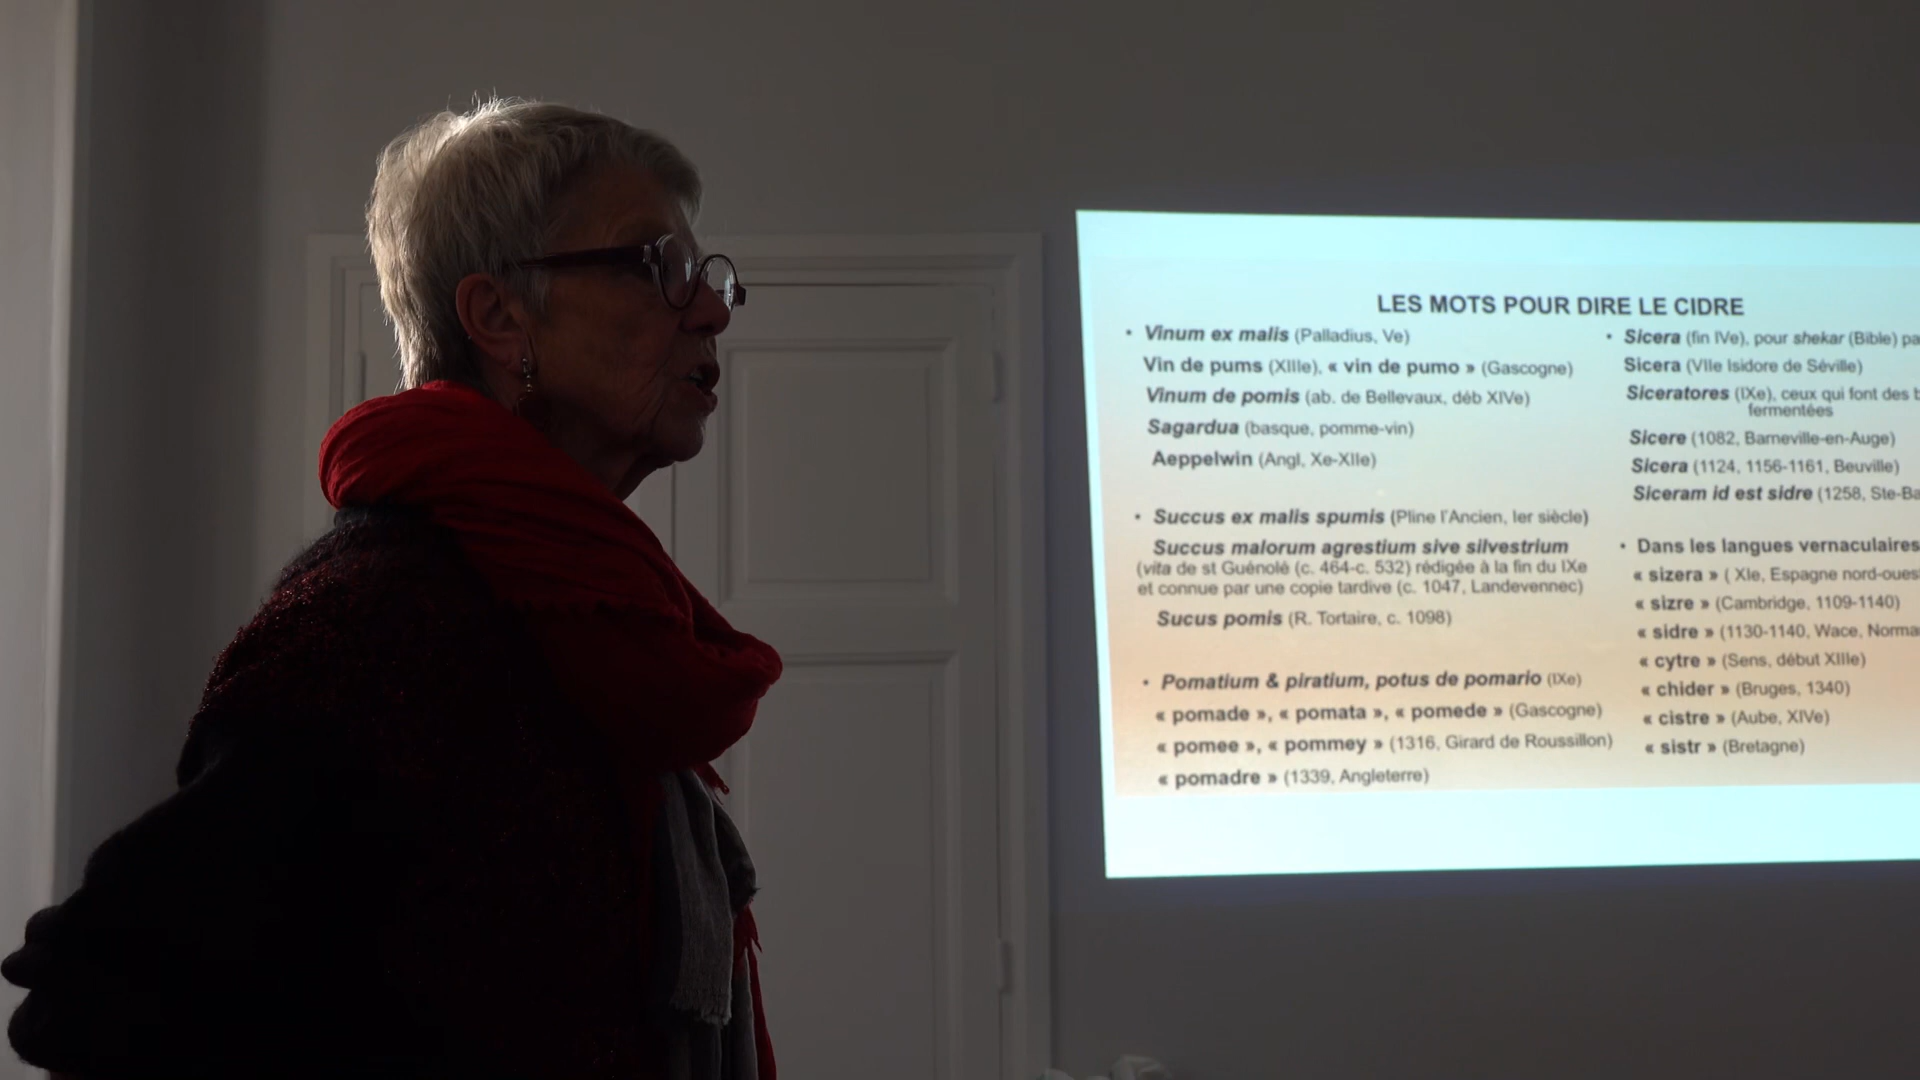 LES MOTS POUR DIRE LE CIDRE
• Vinum ex malis (Palladius, Ve)
Vin de pums (XIIIe), « vin de pumo » (Gascogne)
Vinum de pomis (ab. de Bellevaux, déb XIVe)
Sagardua (basque, pomme-vin)
Aeppelwin (Angl, Xe-XIIe)
• Succus ex malis spumis (Pline l'Ancien, Ier siècle)
Succus malorum agrestium sive silvestrium
(vita de st Guénolé (c. 464-c. 532) rédigée à la fin du IXe
et connue par une copie tardive (c. 1047, Landevennec)
Sucus pomis (R. Tortaire, c. 1098)
• Pomatium & piratium, potus de pomario (IXe)
« pomade », « pomata », « pomede » (Gascogne)
« pomee », « pommey » (1316, Girard de Roussillon)
« pomadre » (1339, Angleterre)
• Sicera (fin IVe), pour shekar (Bible) pa
Sicera (VIIe Isidore de Séville)
Siceratores (IXe), ceux qui font des b
fermentées
Sicere (1082, Barneville-en-Auge)
Sicera (1124, 1156-1161, Beuville)
Siceram id est sidre (1258, Ste-Ba
• Dans les langues vernaculaires
« sizera » ( XIe, Espagne nord-oues
« sizre » (Cambridge, 1109-1140)
« sidre » (1130-1140, Wace, Norma
« cytre » (Sens, début XIIIe)
« chider » (Bruges, 1340)
« cistre » (Aube, XIVe)
« sistr » (Bretagne)